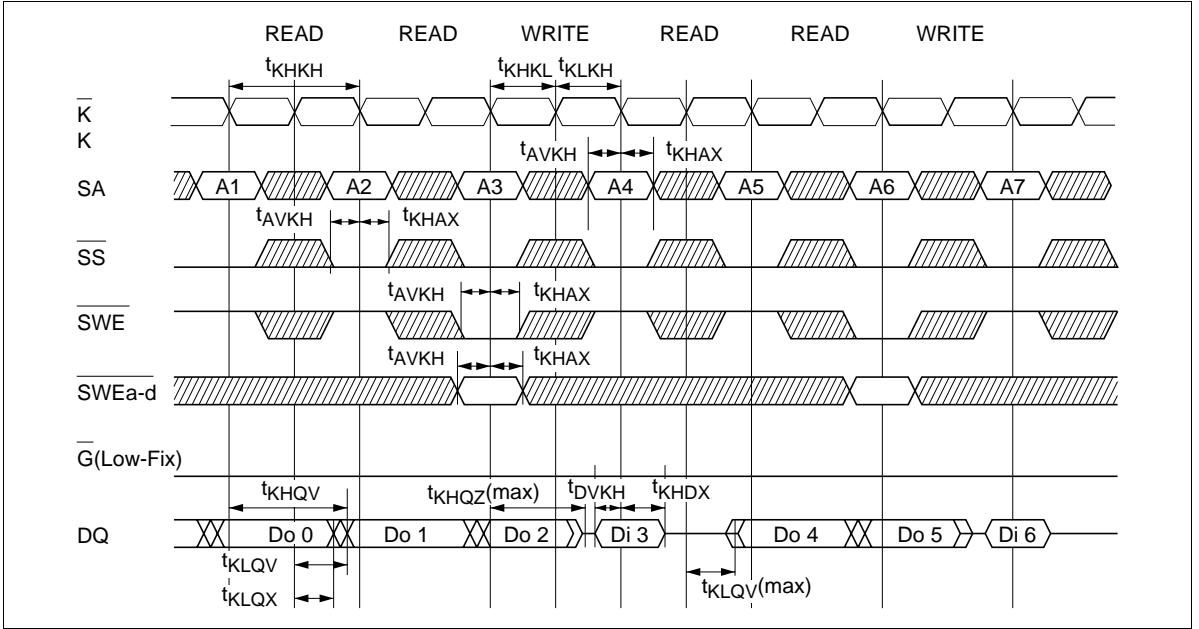 READ READ WRITE READ READ WRITE
tKHKH tKHKL tKLKH
K
K
tAVKH tKHAX
SA A1 A2 A3 A4 A5 A6 A7
tAVKH tKHAX
SS
tAVKH tKHAX
SWE
tAVKH tKHAX
SWEa-d
G(Low-Fix)
tKHQV tKHQZ(max) tDVKH tKHDX
DQ Do 0 Do 1 Do 2 Di 3 Do 4 Do 5 Di 6
tKLQV
tKLQV(max)
tKLQX